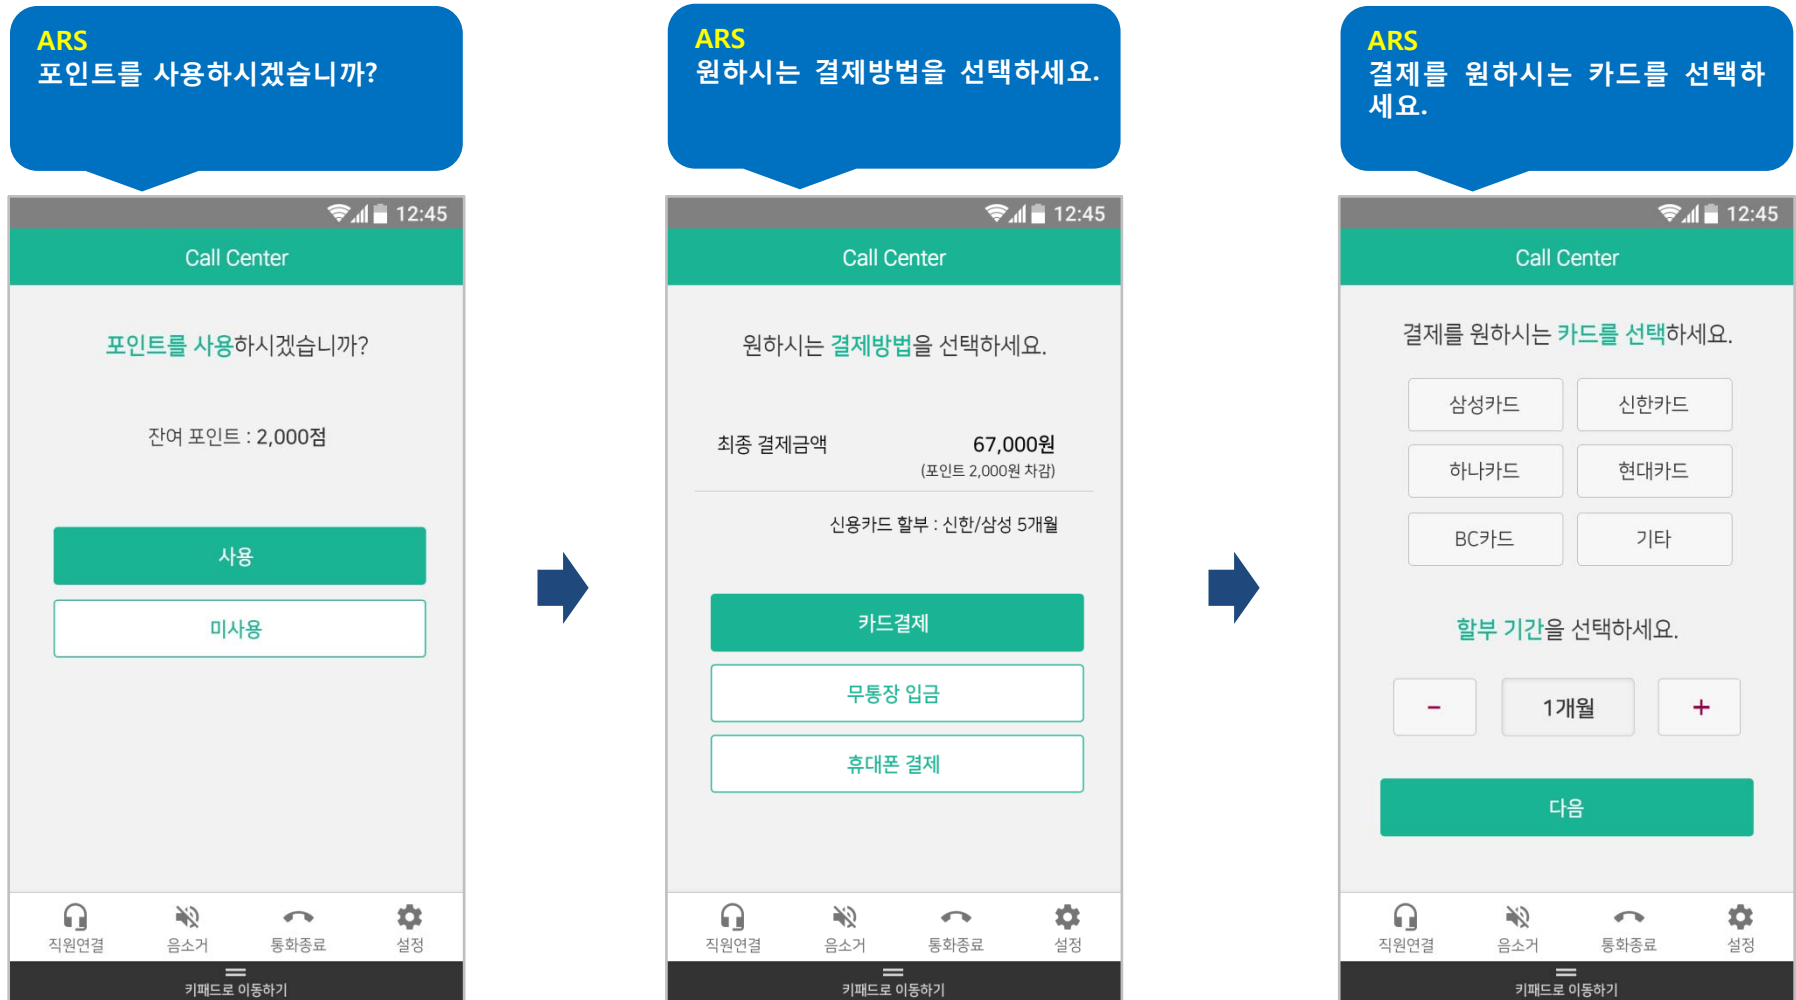 ARS
포인트를 사용하시겠습니까?
12:45
Call Center
포인트를 사용하시겠습니까?
잔여 포인트 : 2,000점
사용
미사용
직원연결
음소거
통화종료
설정
키패드로 이동하기
ARS
원하시는 결제방법을 선택하세요.
12:45
Call Center
원하시는 결제방법을 선택하세요.
최종 결제금액 67,000원
(포인트 2,000원 차감)
신용카드 할부 : 신한/삼성 5개월
카드결제
무통장 입금
휴대폰 결제
직원연결
음소거
통화종료
설정
키패드로 이동하기
ARS
결제를 원하시는 카드를 선택하
세요.
12:45
Call Center
결제를 원하시는 카드를 선택하세요.
삼성카드
신한카드
하나카드
현대카드
BC카드
기타
할부 기간을 선택하세요.
- 1개월 +
다음
직원연결
음소거
통화종료
설정
키패드로 이동하기